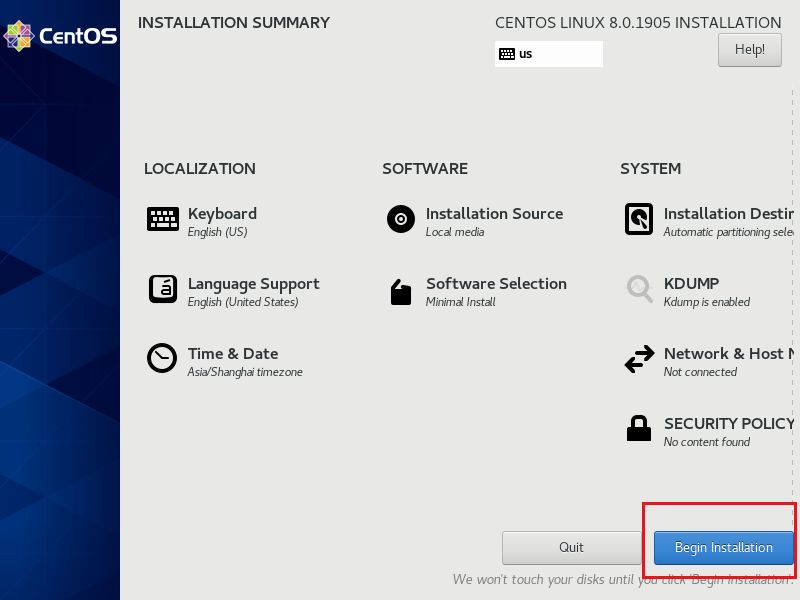 CentOS
INSTALLATION SUMMARY
CENTOS LINUX 8.0.1905 INSTALLATION
us
Help!
LOCALIZATION
Keyboard
English (US)
Language Support
English (United States)
Time & Date
Asia/Shanghai timezone
SOFTWARE
Installation Source
Local media
Software Selection
Minimal Install
SYSTEM
Installation Destin
Automatic partitioning sele
KDUMP
Kdump is enabled
Network & Host N
Not connected
SECURITY POLICY
No content found
Quit
Begin Installation
We won't touch your disks until you click 'Begin Installation'.